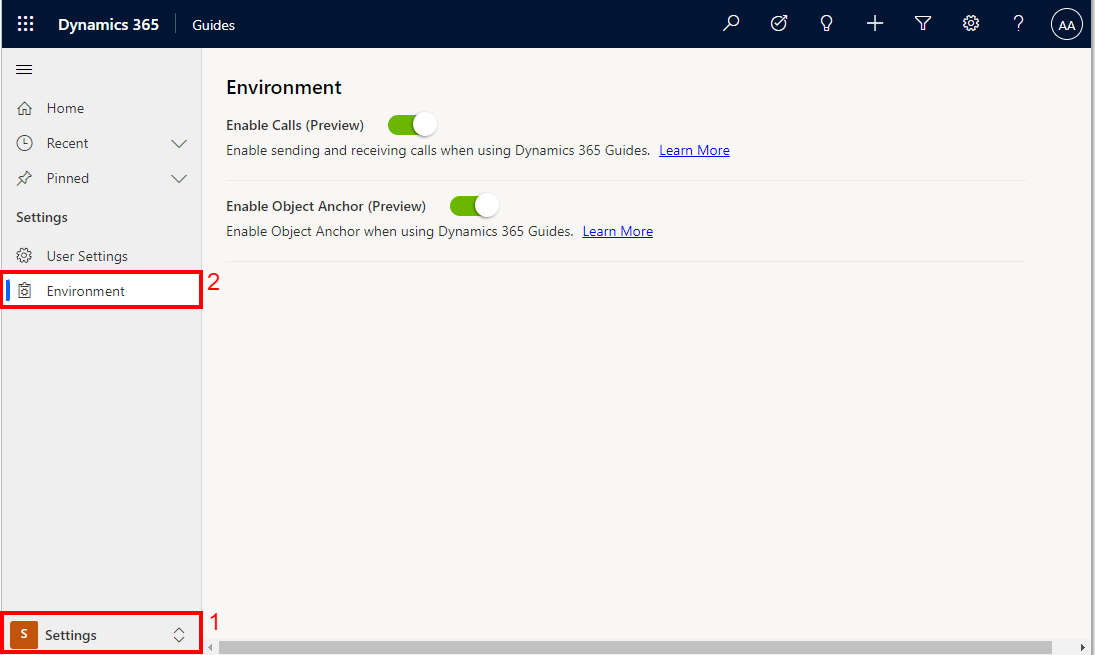 Dynamics 365 Guides AA
Home
Recent
Pinned
Settings
User Settings
Environment 2
S Settings 1
Environment
Enable Calls (Preview)
Enable sending and receiving calls when using Dynamics 365 Guides. Learn More
Enable Object Anchor (Preview)
Enable Object Anchor when using Dynamics 365 Guides. Learn More